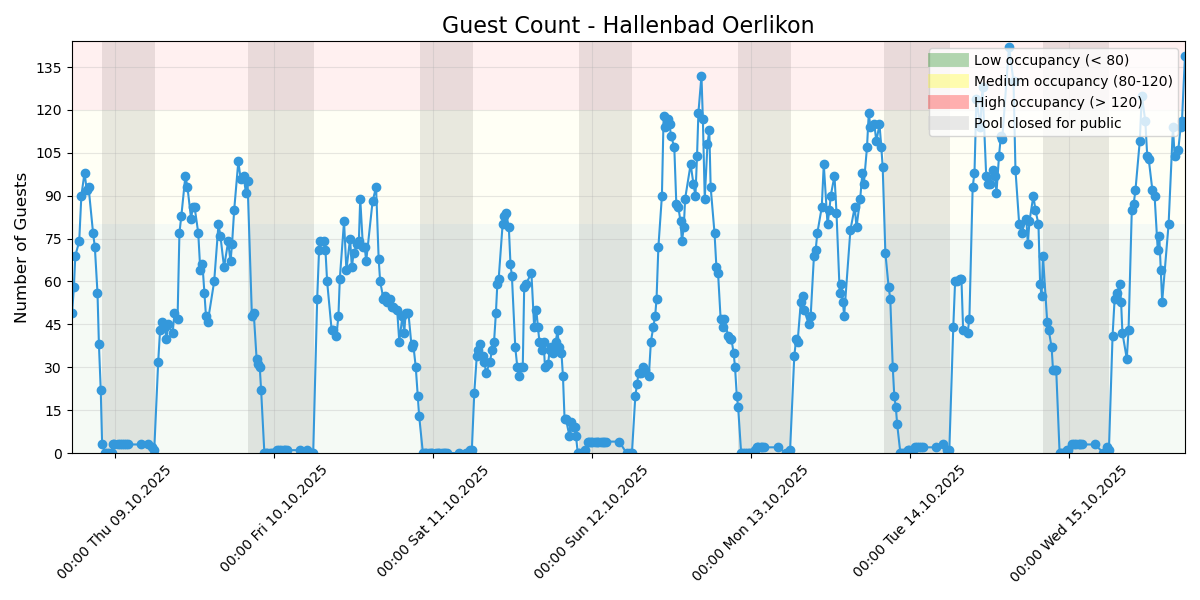 Guest Count - Hallenbad Oerlikon
Number of Guests
135
120
105
90
75
60
45
30
15
0
Low occupancy (< 80)
Medium occupancy (80-120)
High occupancy (> 120)
Pool closed for public
00:00 Thu 09.10.2025
00:00 Fri 10.10.2025
00:00 Sat 11.10.2025
00:00 Sun 12.10.2025
00:00 Mon 13.10.2025
00:00 Tue 14.10.2025
00:00 Wed 15.10.2025